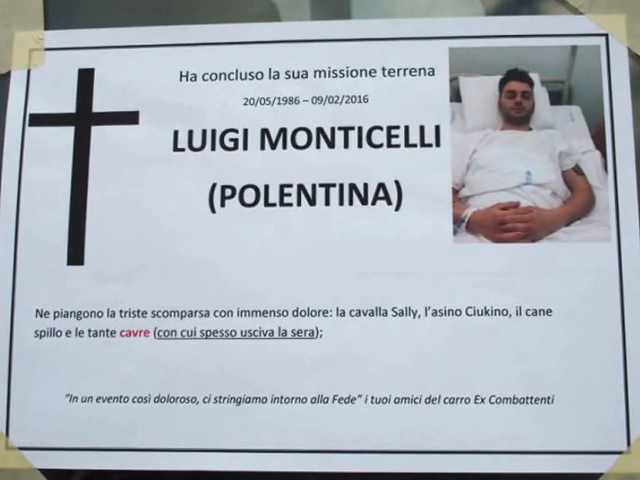 Ha concluso la sua missione terrena
20/05/1986 – 09/02/2016
LUIGI MONTICELLI
(POLENTINA)
Ne piangono la triste scomparsa con immenso dolore: la cavalla Sally, l'asino Ciukino, il cane
spillo e le tante cavre (con cui spesso usciva la sera);
"In un evento così doloroso, ci stringiamo intorno alla Fede" i tuoi amici del carro Ex Combattenti